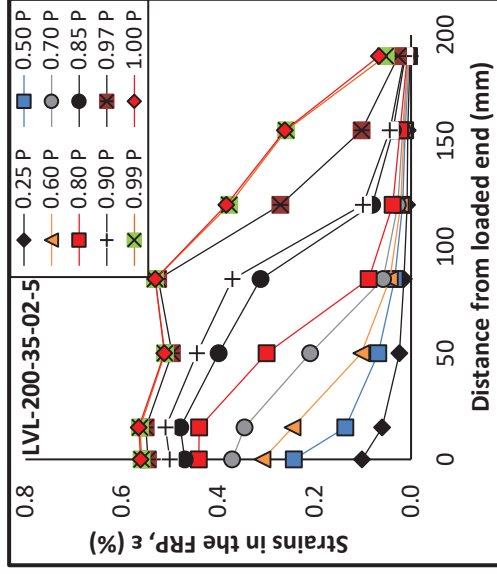 LVL-200-35-02-5
0.25 P
0.50 P
0.60 P
0.70 P
0.80 P
0.85 P
0.90 P
0.97 P
0.99 P
1.00 P
Strains in the FRP, ε (%)
0.8
0.6
0.4
0.2
0.0
0
50
100
150
200
Distance from loaded end (mm)